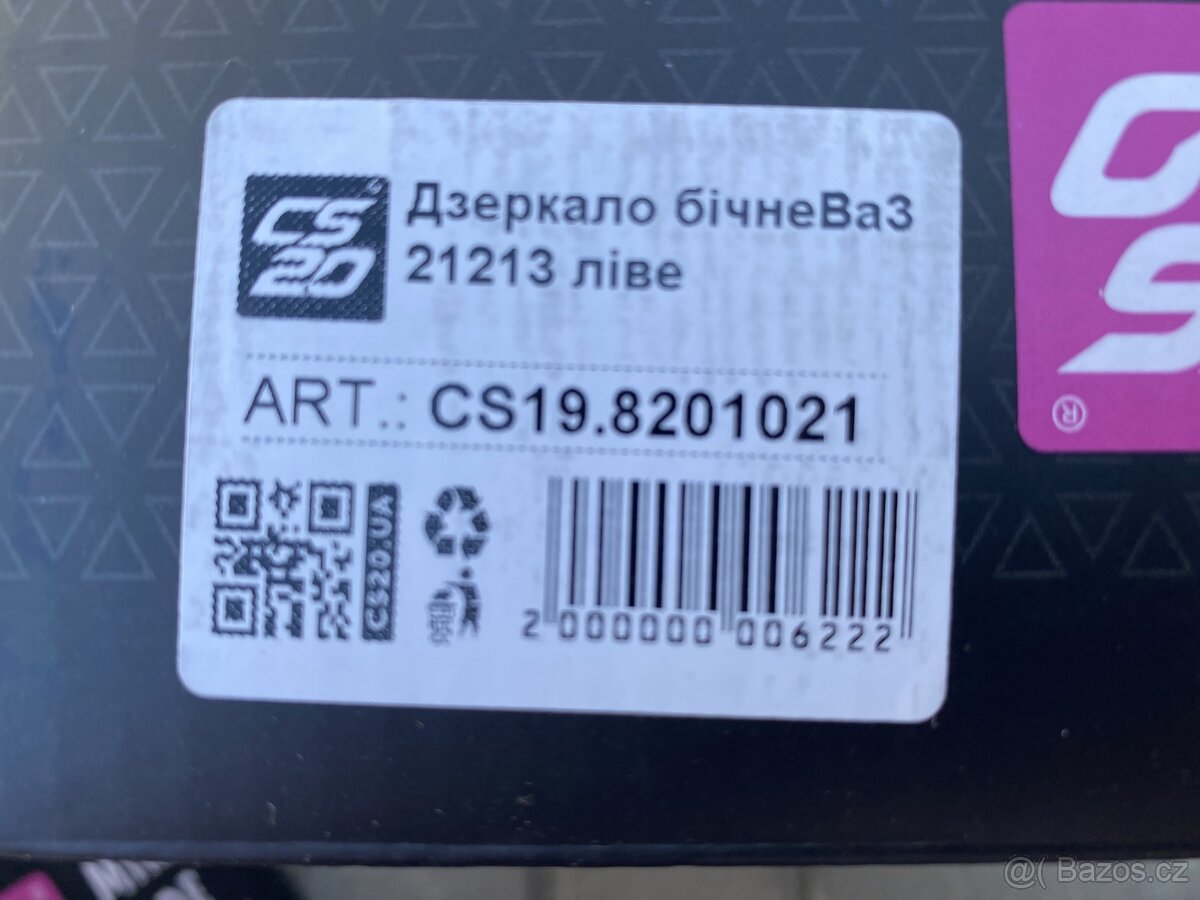 CS
20
Дзеркало бічнеВаЗ
21213 ліве
ART.: CS19.8201021
CS20.UA
2 000000 006222
®
@( Bazos.cz